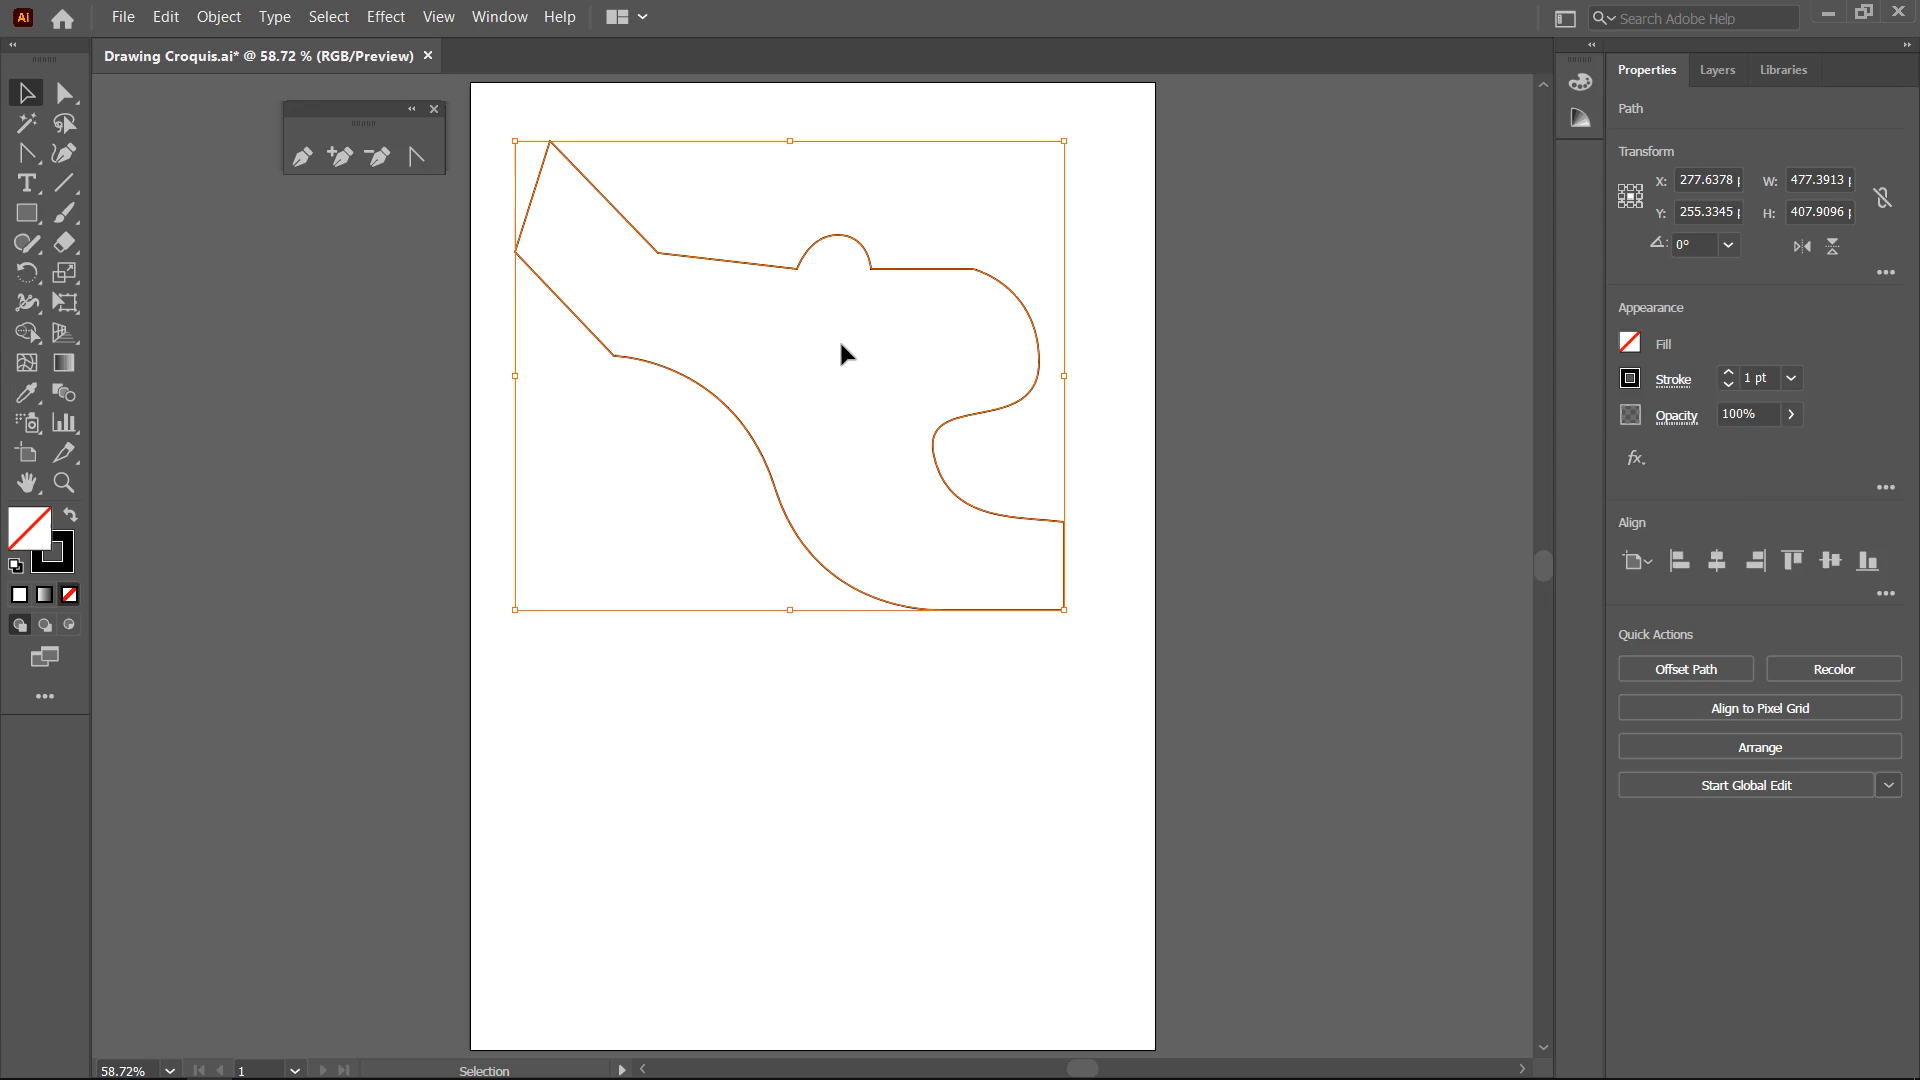 Ai File Edit Object Type Select Effect View Window Help Search Adobe Help
Drawing Croquis.ai* @ 58.72 % (RGB/Preview) ×
Properties Layers Libraries
Path
Transform
X: 277.6378 p W: 477.3913 p
Y: 255.3345 p H: 407.9096 p
0°
Appearance
Fill
Stroke 1 pt
Opacity 100%
fx.
Align
Quick Actions
Offset Path Recolor
Align to Pixel Grid
Arrange
Start Global Edit
58.72% 1 Selection